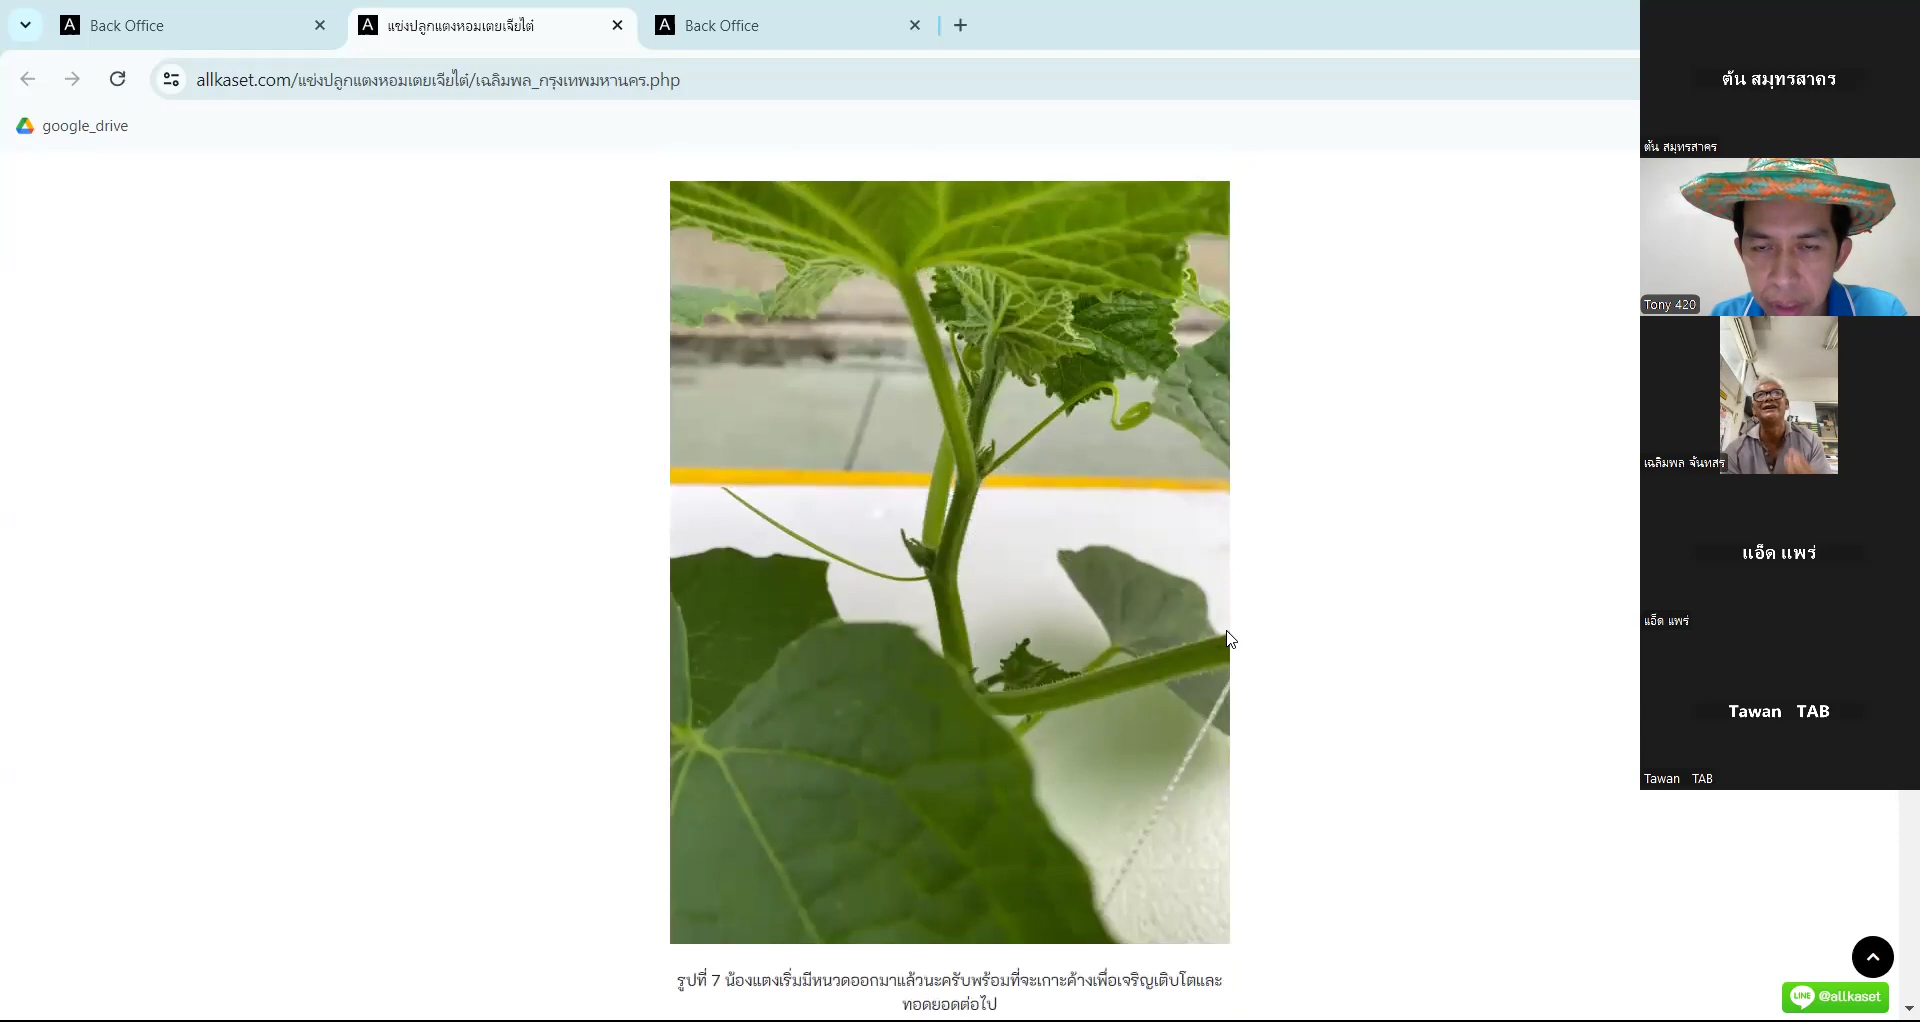 Back Office
แข่งปลูกแตงหอมเตยเจียไต๋
Back Office
allkaset.com/แข่งปลูกแตงหอมเตยเจียไต๋/เฉลิมพล_กรุงเทพมหานคร.php
google_drive
ต้น สมุทรสาคร
ต้น สมุทรสาคร
Tony 420
เฉลิมพล จันทสร
แอ็ด แพร่
แอ็ด แพร่
Tawan TAB
Tawan TAB
รูปที่ 7 น้องแตงเริ่มมีหนวดออกมาแล้วนะครับพร้อมที่จะเกาะค้างเพื่อเจริญเติบโตและ
ทอดยอดต่อไป
LINE @allkaset